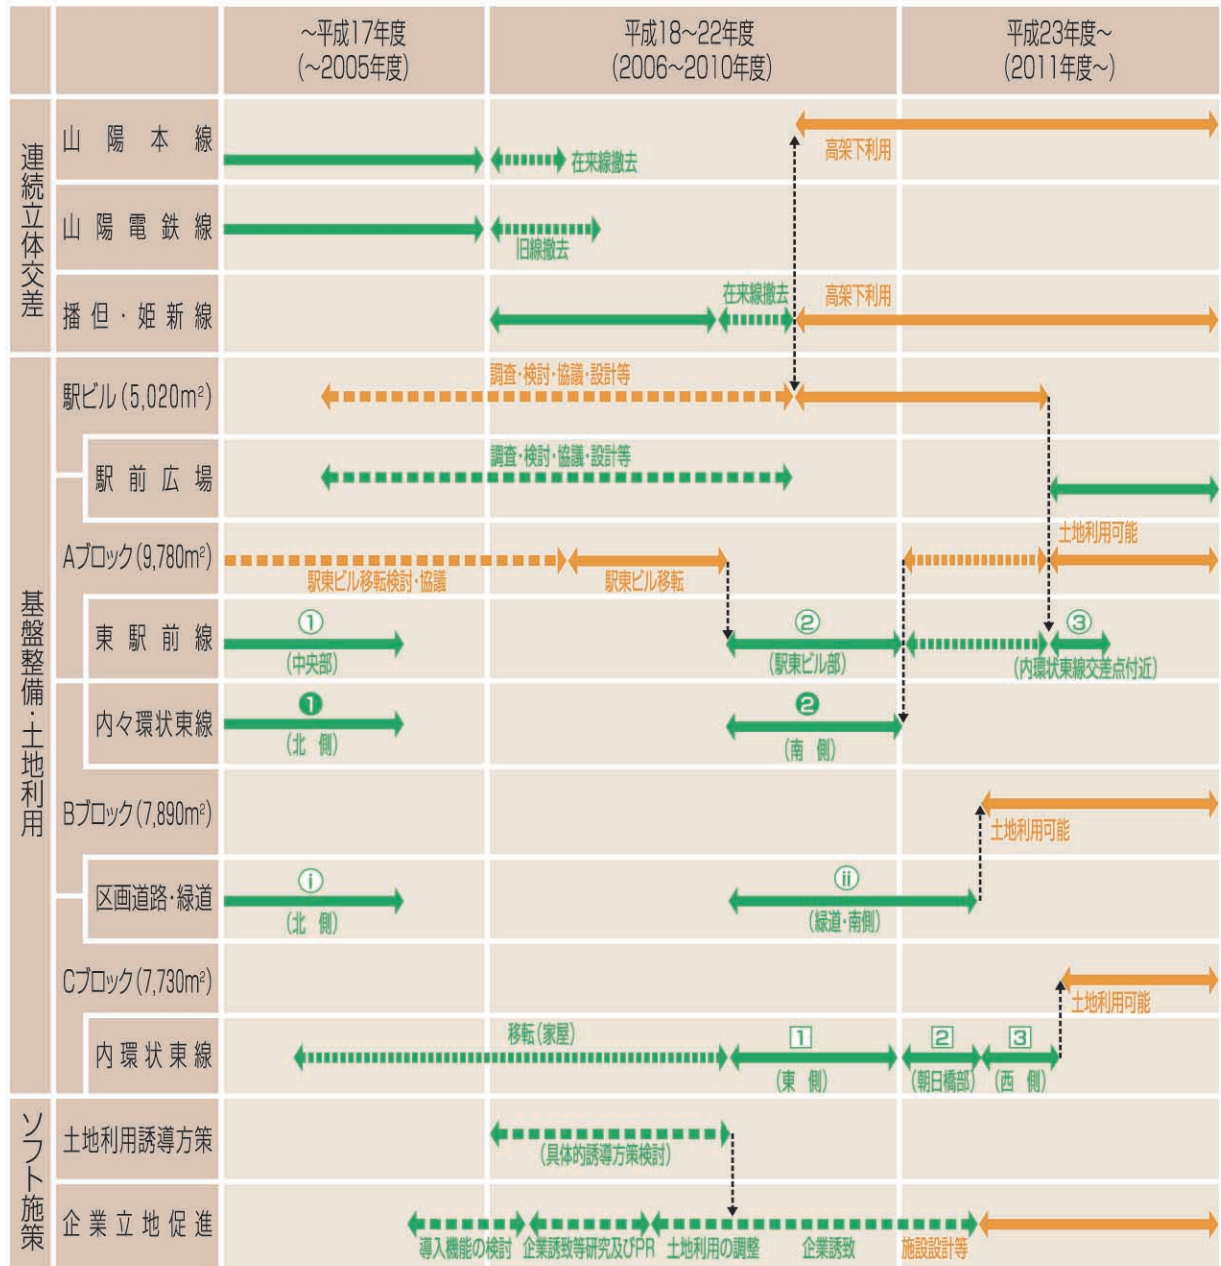 ～平成17年度
(～2005年度)
平成18～22年度
(2006～2010年度)
平成23年度～
(2011年度～)
連続立体交差
山陽本線
在来線撤去
高架下利用
山陽電鉄線
旧線撤去
播但・姫新線
在来線撤去
高架下利用
基盤整備・土地利用
駅ビル(5,020m²)
調査・検討・協議・設計等
駅前広場
調査・検討・協議・設計等
Aブロック(9,780m²)
駅東ビル移転検討・協議
駅東ビル移転
土地利用可能
東駅前線
①
(中央部)
②
(駅東ビル部)
③
(内環状東線交差点付近)
内々環状東線
❶
(北 側)
❷
(南 側)
Bブロック(7,890m²)
土地利用可能
区画道路・緑道
ⓘ
(北 側)
ⅱ
(緑道・南側)
Cブロック(7,730m²)
土地利用可能
内環状東線
移転(家屋)
1
(東 側)
2
(朝日橋部)
3
(西 側)
ソフト施策
土地利用誘導方策
(具体的誘導方策検討)
企業立地促進
導入機能の検討
企業誘致等研究及びPR
土地利用の調整
企業誘致
施設設計等